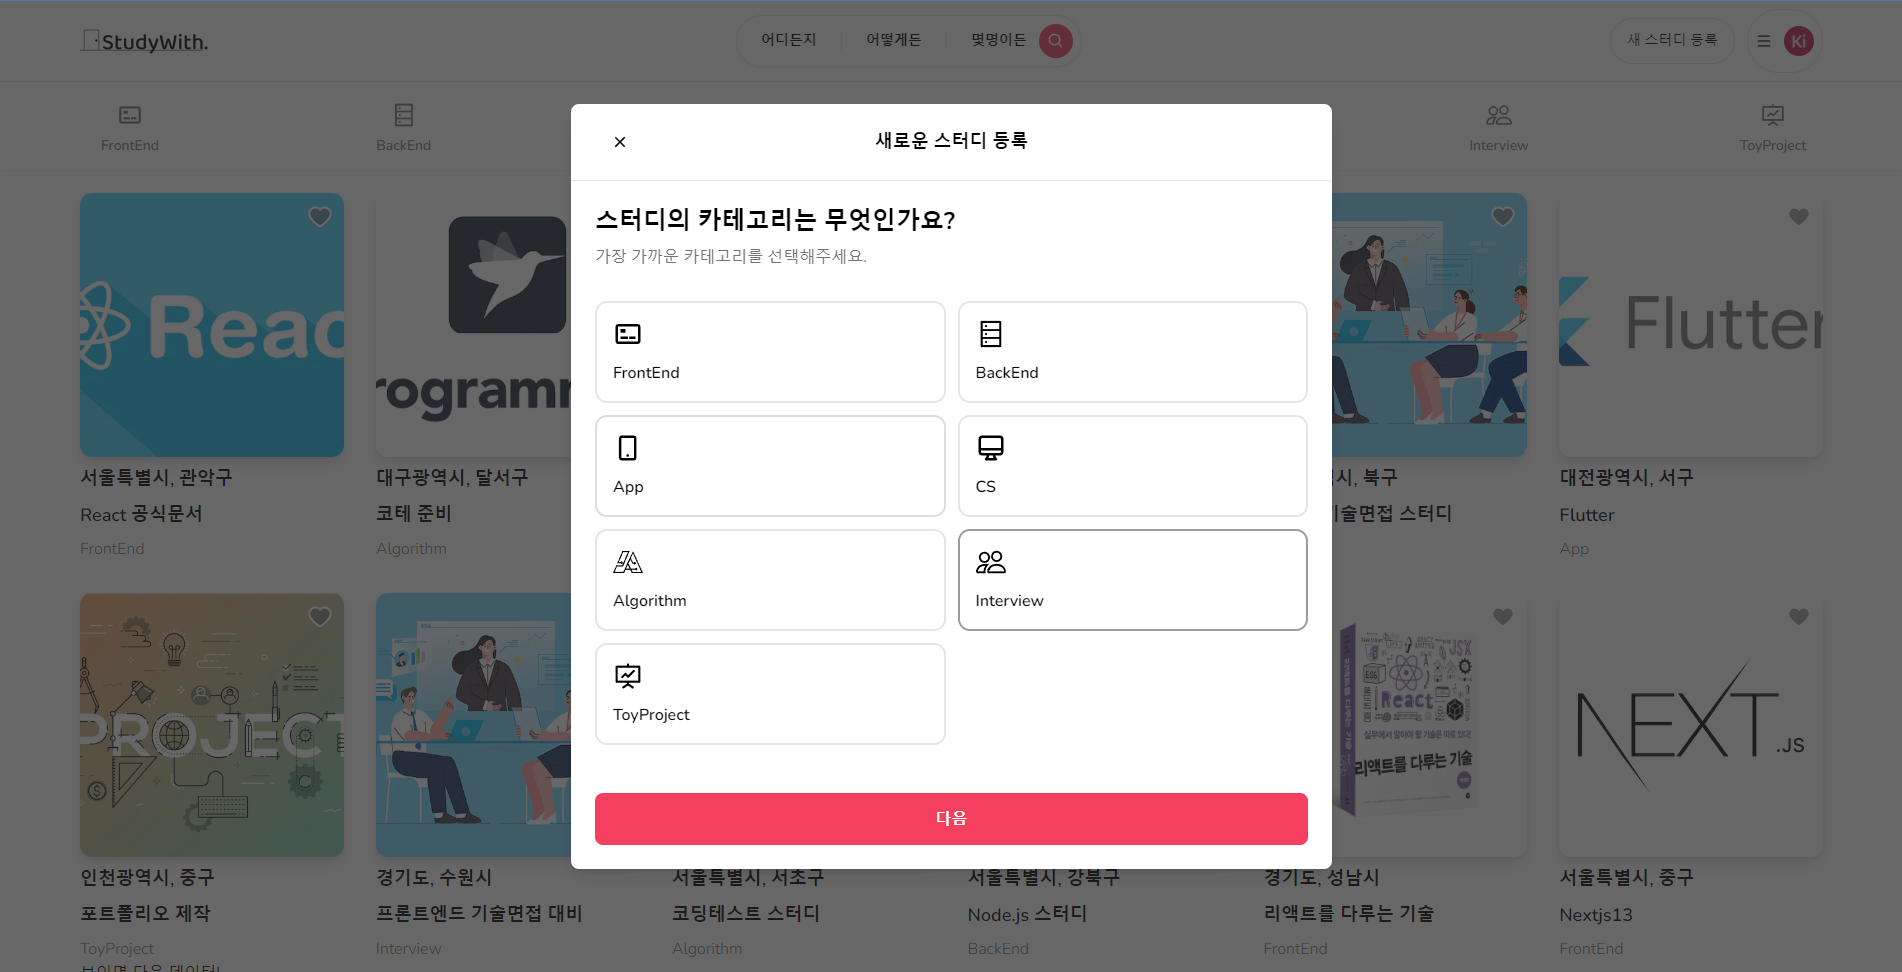 StudyWith.
어디든지
어떻게든
몇명이든
새 스터디 등록
Ki
FrontEnd
BackEnd
Interview
ToyProject
새로운 스터디 등록
스터디의 카테고리는 무엇인가요?
가장 가까운 카테고리를 선택해주세요.
FrontEnd
BackEnd
App
CS
Algorithm
Interview
ToyProject
다음
Reac
rogramm
Flutter
서울특별시, 관악구
React 공식문서
FrontEnd
대구광역시, 달서구
코테 준비
Algorithm
시, 북구
기술면접 스터디
대전광역시, 서구
Flutter
App
PROJECT
React
JSX
리액트를 다루는 기술
NEXT.JS
인천광역시, 중구
포트폴리오 제작
ToyProject
경기도, 수원시
프론트엔드 기술면접 대비
Interview
서울특별시, 서초구
코딩테스트 스터디
Algorithm
서울특별시, 강북구
Node.js 스터디
BackEnd
경기도, 성남시
리액트를 다루는 기술
FrontEnd
서울특별시, 중구
Nextjs13
FrontEnd
보이면 다음 데이터!